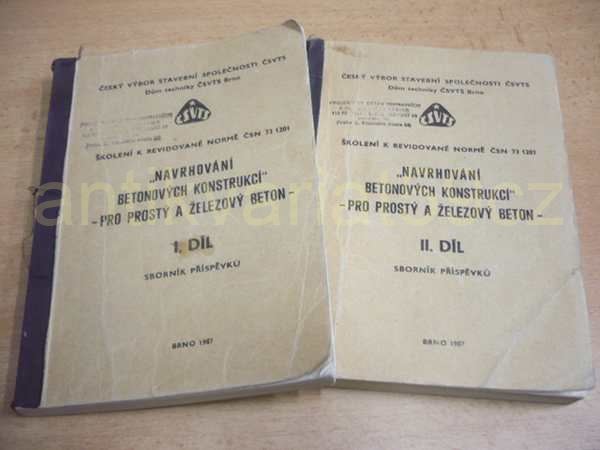 ČESKÝ VÝBOR STAVEBNÍ SPOLEČNOSTI ČSVTS
Dům techniky ČSVTS Brno
ČSVTS
ŠKOLENÍ K REVIDOVANÉ NORMĚ ČSN 73 1201
„NAVRHOVÁNÍ
BETONOVÝCH KONSTRUKCÍ"
- PRO PROSTÝ A ŽELEZOVÝ BETON -
I. DÍL
SBORNÍK PŘÍSPĚVKŮ
BRNO 1987
ČESKÝ VÝBOR STAVEBNÍ SPOLEČNOSTI ČSVTS
Dům techniky ČSVTS Brno
ČSVTS
ŠKOLENÍ K REVIDOVANÉ NORMĚ ČSN 73 1201
„NAVRHOVÁNÍ
BETONOVÝCH KONSTRUKCÍ"
- PRO PROSTÝ A ŽELEZOVÝ BETON -
II. DÍL
SBORNÍK PŘÍSPĚVKŮ
BRNO 1987